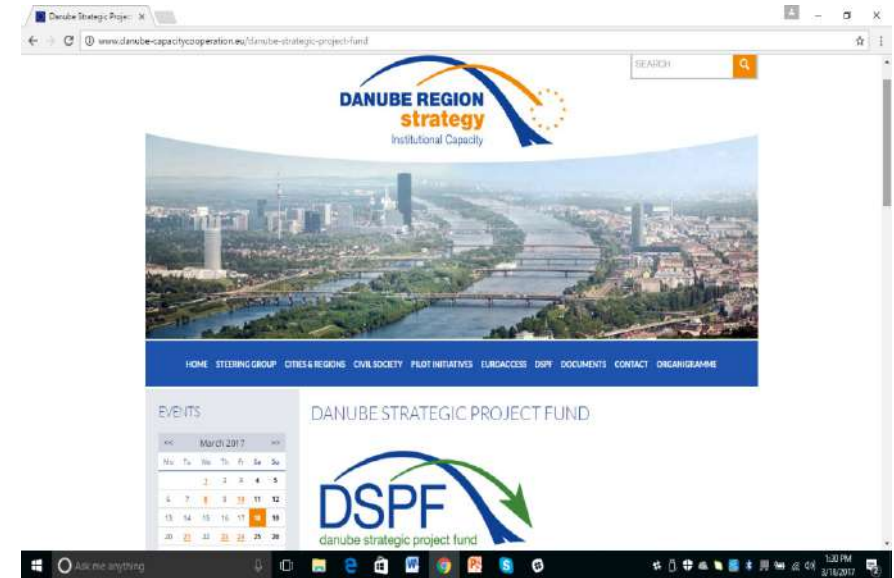 Danube Strategic Projec
www.danube-capacitycooperation.eu/danube-strategic-project-fund
SEARCH
DANUBE REGION
strategy
Institutional Capacity
HOME STEERING GROUP CITIES & REGIONS CIVIL SOCIETY PILOT INITIATIVES EUROACCESS DSPF DOCUMENTS CONTACT ORGANIGRAMME
EVENTS
DANUBE STRATEGIC PROJECT FUND
<< March 2017 >>
Mo Tu We Th Fr Sa Su
1 2 3 4 5
6 7 8 9 10 11 12
13 14 15 16 17 18 19
20 21 22 23 24 25 26
DSPF
danube strategic project fund
Ask me anything
1:30 PM
3/18/2017